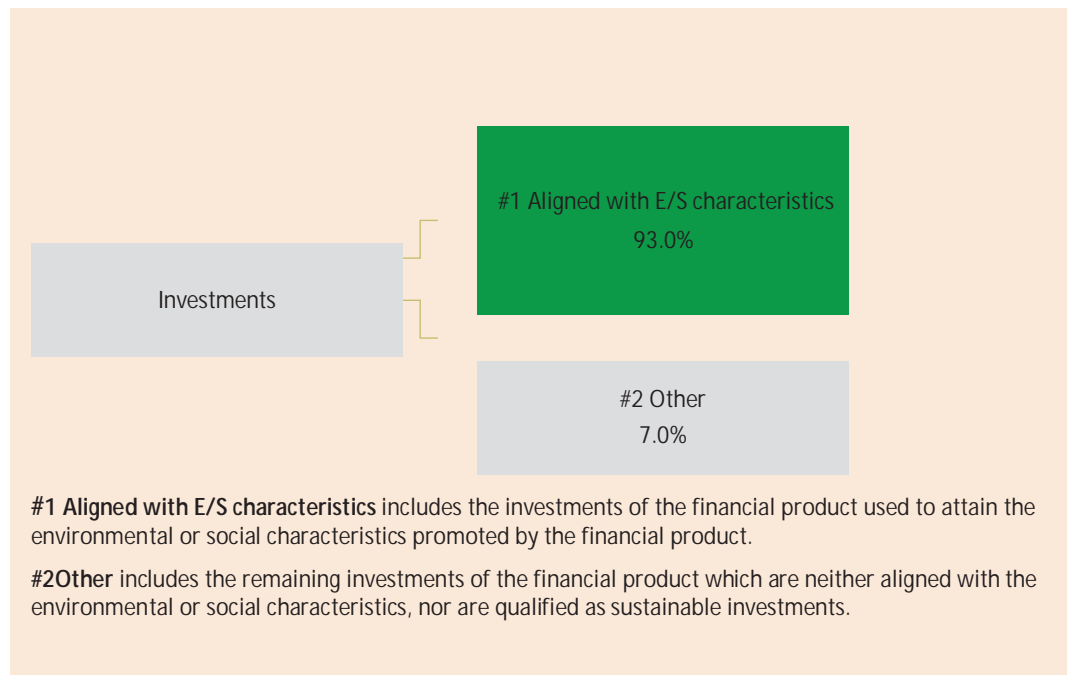 #1 Aligned with E/S characteristics
93.0%
Investments
#2 Other
7.0%
#1 Aligned with E/S characteristics includes the investments of the financial product used to attain the
environmental or social characteristics promoted by the financial product.
#2Other includes the remaining investments of the financial product which are neither aligned with the
environmental or social characteristics, nor are qualified as sustainable investments.